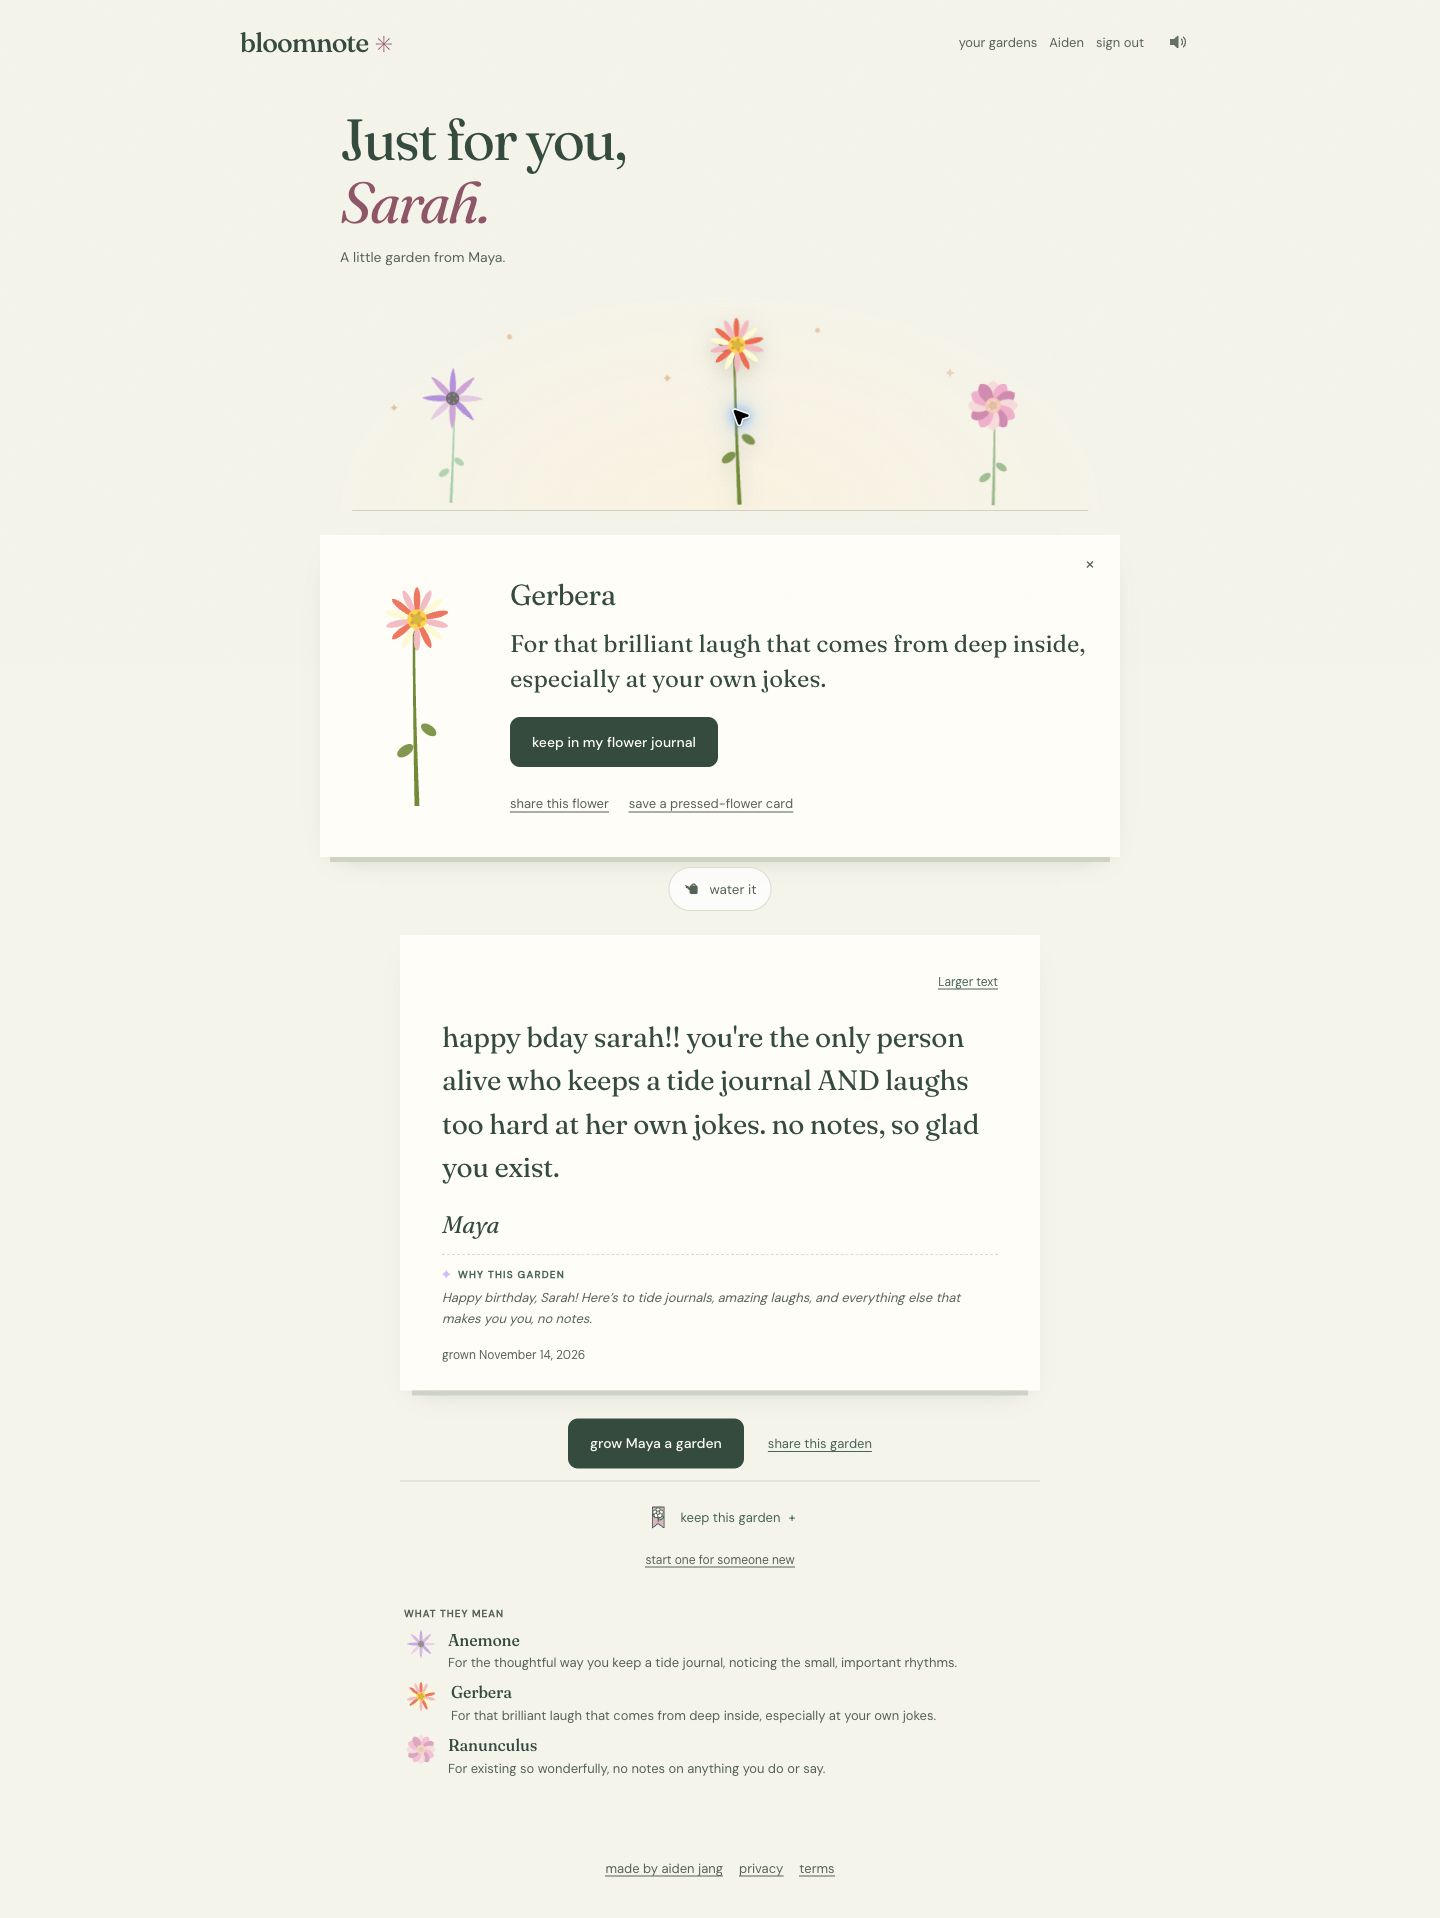 bloomnote
your gardens Aiden sign out
Just for you,
Sarah.
A little garden from Maya.
×
Gerbera
For that brilliant laugh that comes from deep inside,
especially at your own jokes.
keep in my flower journal
share this flower save a pressed-flower card
water it
Larger text
happy bday sarah!! you're the only person
alive who keeps a tide journal AND laughs
too hard at her own jokes. no notes, so glad
you exist.
Maya
WHY THIS GARDEN
Happy birthday, Sarah! Here's to tide journals, amazing laughs, and everything else that
makes you you, no notes.
grown November 14, 2026
grow Maya a garden share this garden
keep this garden +
start one for someone new
WHAT THEY MEAN
Anemone
For the thoughtful way you keep a tide journal, noticing the small, important rhythms.
Gerbera
For that brilliant laugh that comes from deep inside, especially at your own jokes.
Ranunculus
For existing so wonderfully, no notes on anything you do or say.
made by aiden jang privacy terms